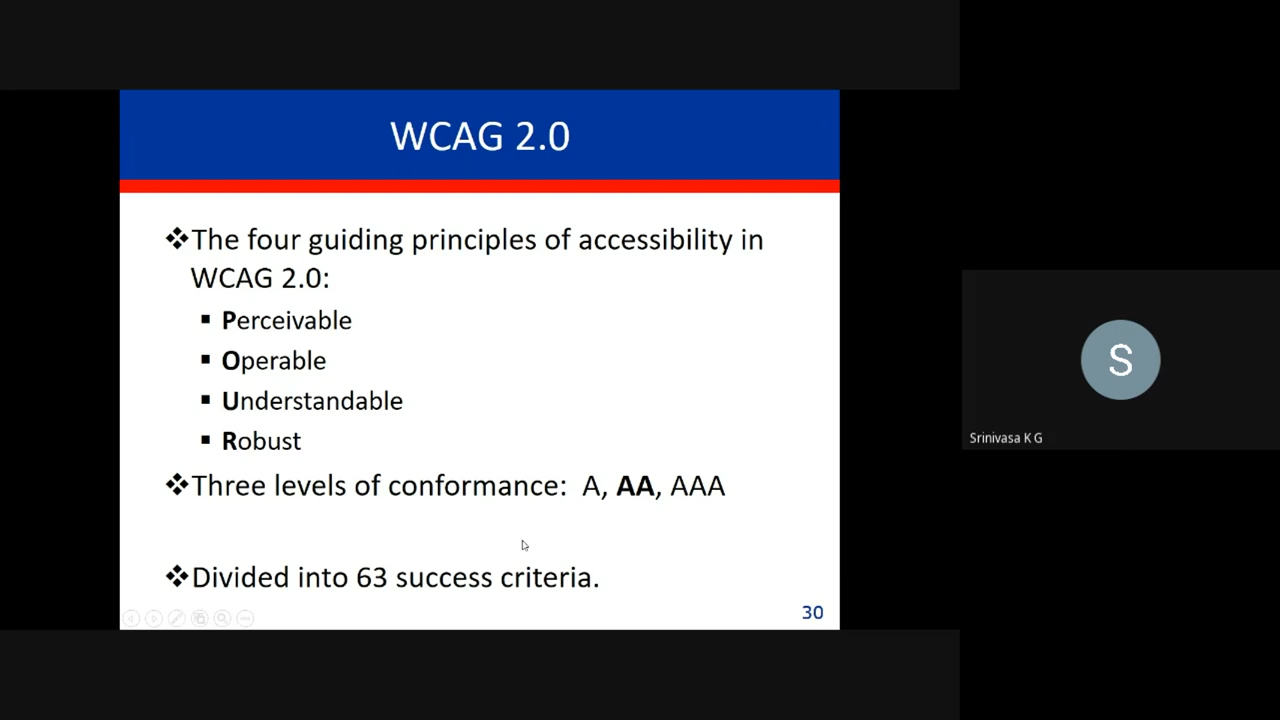 WCAG 2.0
❖The four guiding principles of accessibility in
WCAG 2.0:
▪ Perceivable
▪ Operable
▪ Understandable
▪ Robust
❖Three levels of conformance: A, AA, AAA
❖Divided into 63 success criteria.
30
S
Srinivasa K G